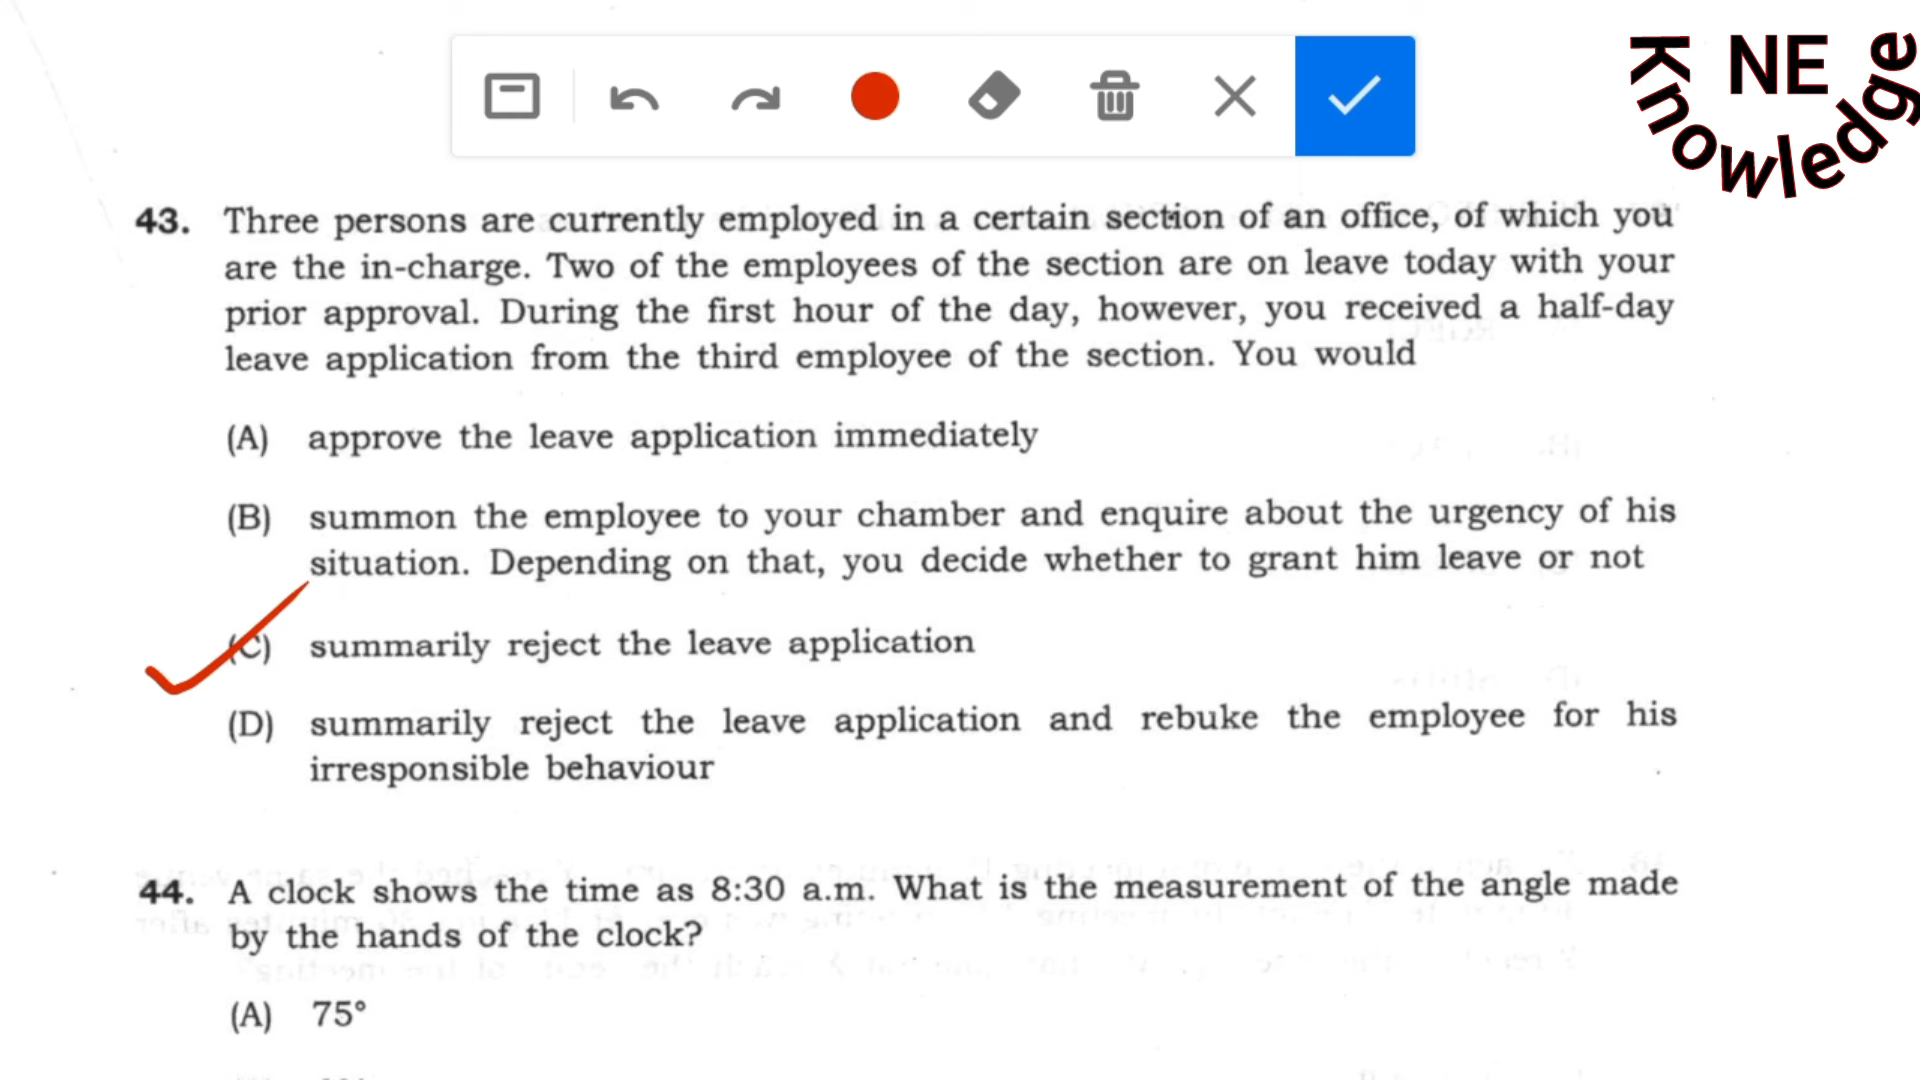 NE
Knowledge
43. Three persons are currently employed in a certain section of an office, of which you
are the in-charge. Two of the employees of the section are on leave today with your
prior approval. During the first hour of the day, however, you received a half-day
leave application from the third employee of the section. You would
(A) approve the leave application immediately
(B) summon the employee to your chamber and enquire about the urgency of his
situation. Depending on that, you decide whether to grant him leave or not
(C) summarily reject the leave application
(D) summarily reject the leave application and rebuke the employee for his
irresponsible behaviour
44. A clock shows the time as 8:30 a.m. What is the measurement of the angle made
by the hands of the clock?
(A) 75°